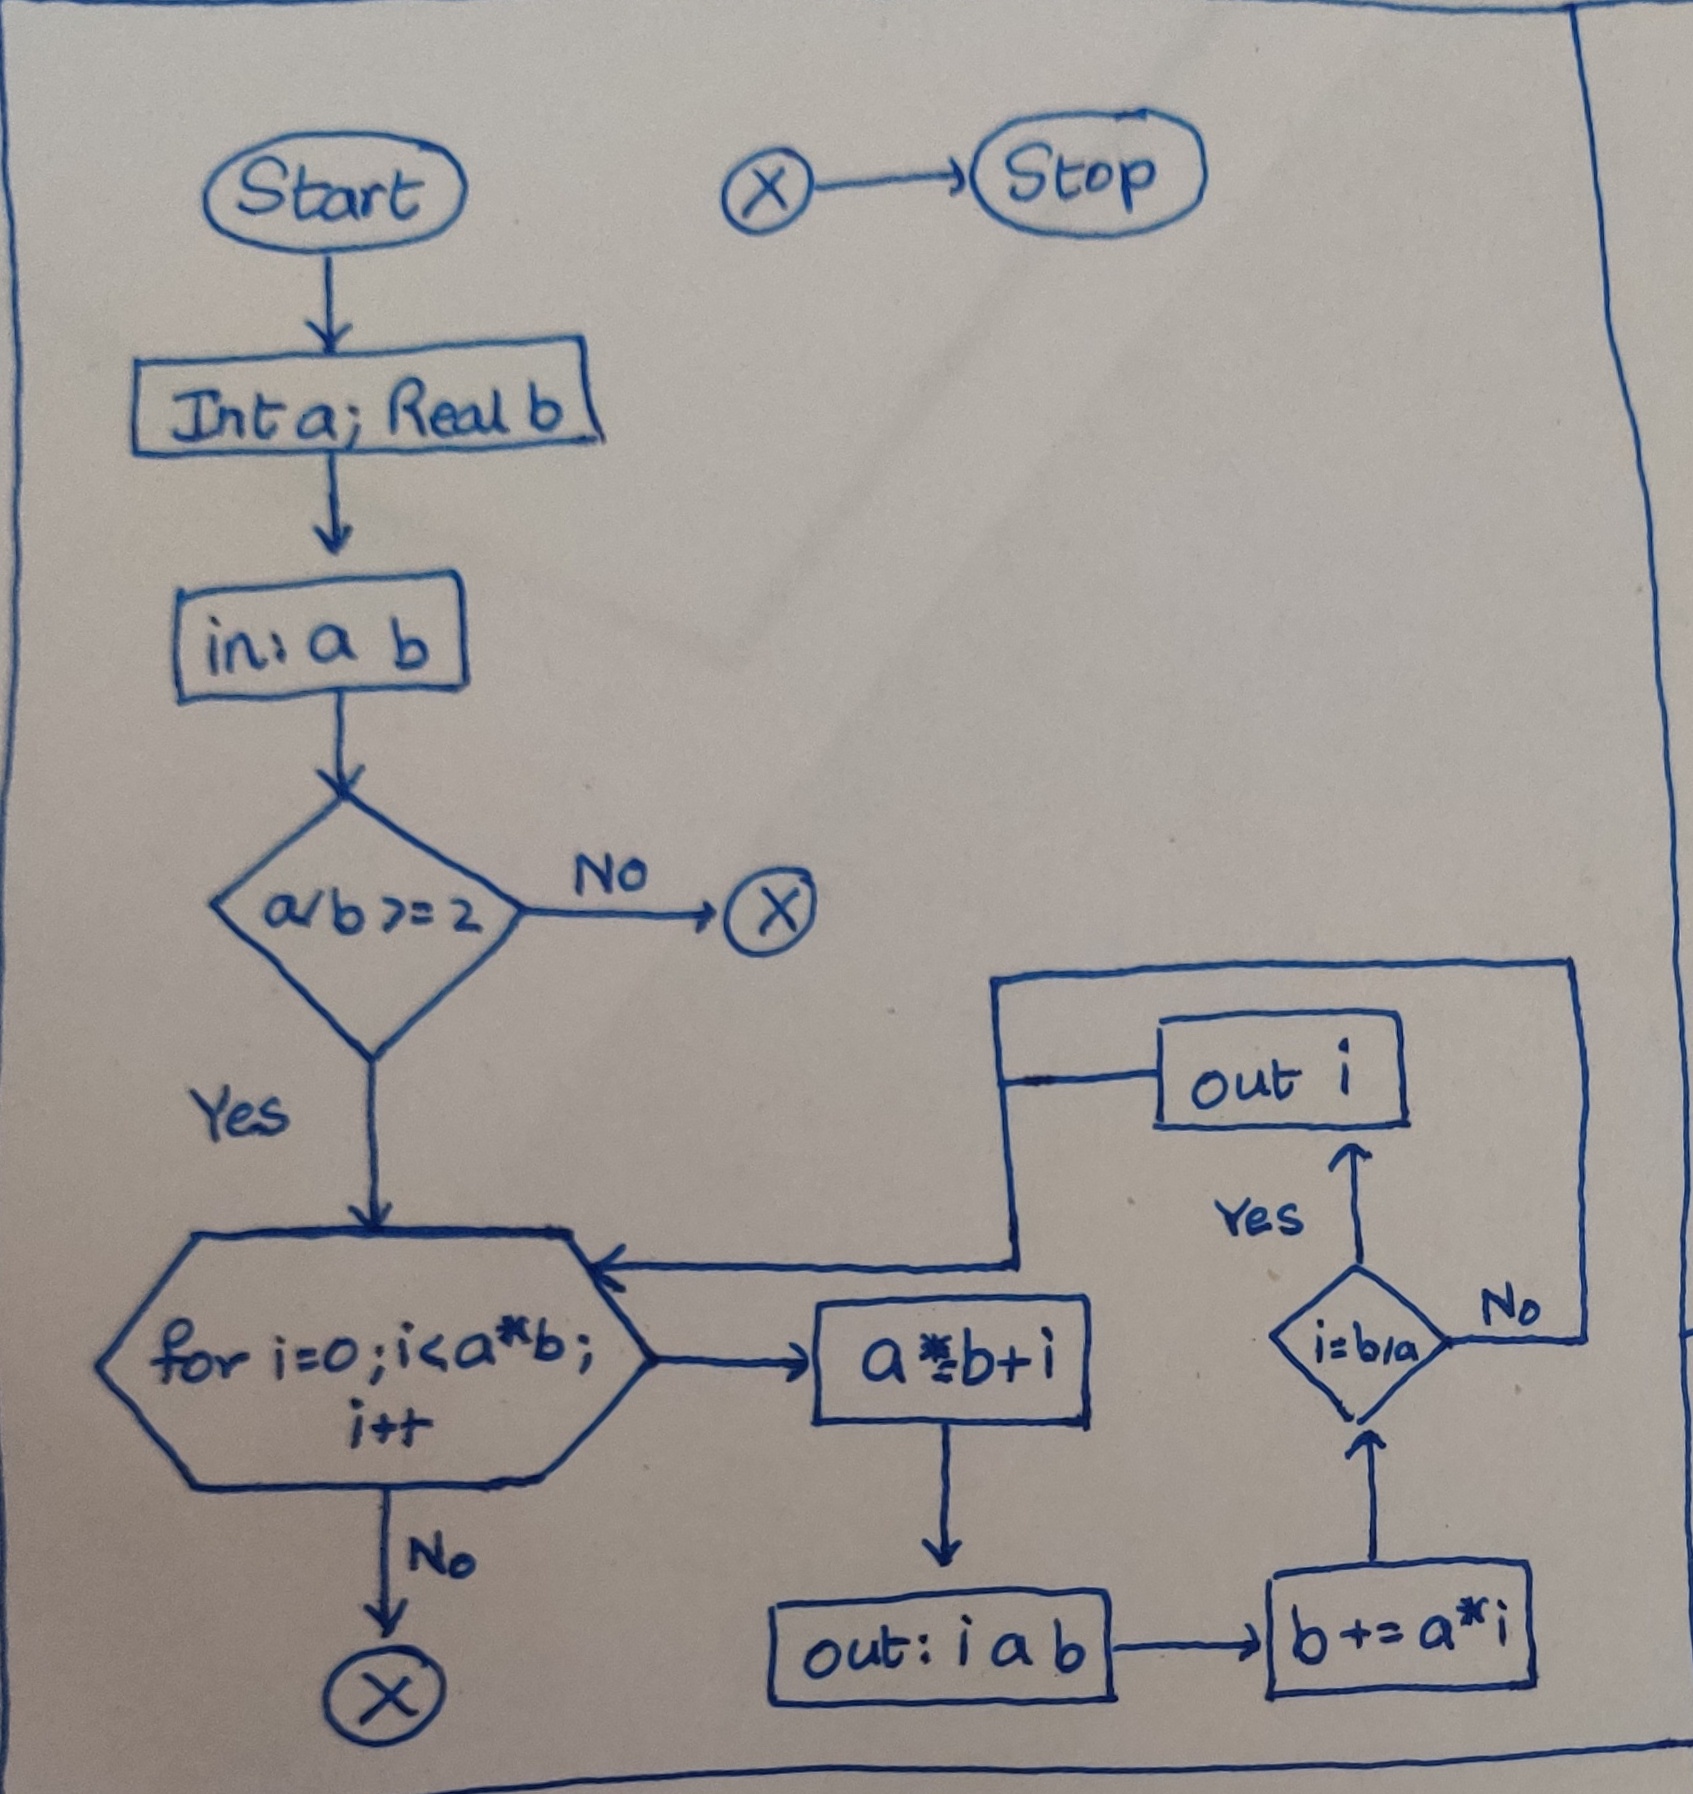 Start
X
Stop
Int a; Real b
in: a b
a/b >= 2
No
X
Yes
for i=0; i<a*b;
i++
No
X
a*=b+i
out: i a b
b += a*i
i=b/a
No
Yes
out i